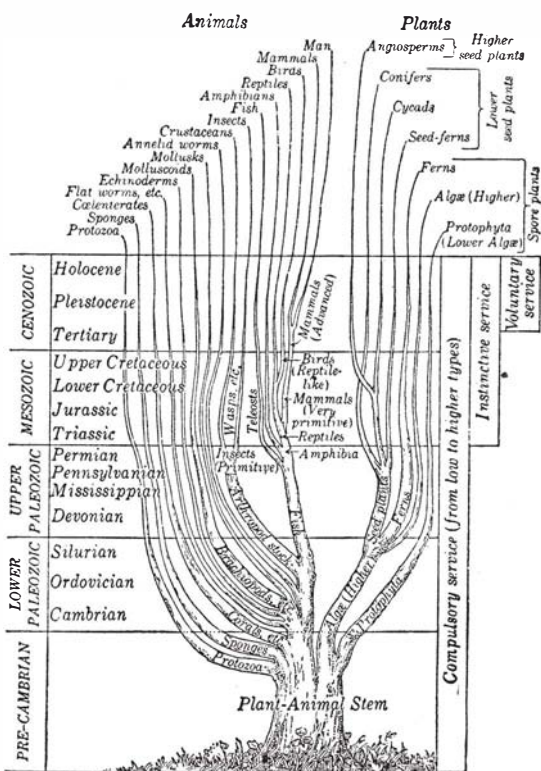 Animals
Plants
Man
Mammals
Birds
Reptiles
Amphibians
Fish
Insects
Crustaceans
Annelid worms
Mollusks
Molluscoids
Echinoderms
Flat worms, etc.
Cœlenterates
Sponges
Protozoa
Angiosperms
Higher
seed plants
Conifers
Cycads
Seed-ferns
Lower
seed plants
Ferns
Algæ (Higher)
Protophyta
(Lower Algæ)
Spore plants
CENOZOIC
Holocene
Pleistocene
Tertiary
MESOZOIC
Upper Cretaceous
Lower Cretaceous
Jurassic
Triassic
UPPER
PALEOZOIC
Permian
Pennsylvanian
Mississippian
Devonian
LOWER
PALEOZOIC
Silurian
Ordovician
Cambrian
PRE-CAMBRIAN
Mammals
(Advanced)
Birds
(Reptile-
like)
Mammals
(Very
primitive)
Reptiles
Amphibia
Wasps, etc.
Teleosts
Insects
(Primitive)
Arthropod stock
Fish
Brachiopods, etc.
Corals, etc.
Sponges
Protozoa
Seed plants
Ferns
Algæ (Higher)
Protophyta
Plant-Animal Stem
Compulsory service (from low to higher types)
Instinctive service
Voluntary
service